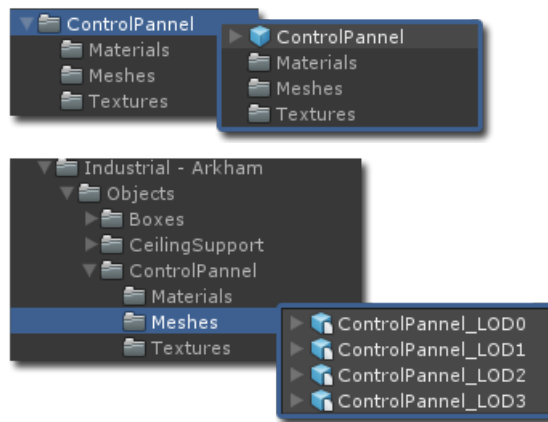 ControlPannel
Materials
Meshes
Textures
ControlPannel
Materials
Meshes
Textures
Industrial - Arkham
Objects
Boxes
CeilingSupport
ControlPannel
Materials
Meshes
Textures
ControlPannel_LOD0
ControlPannel_LOD1
ControlPannel_LOD2
ControlPannel_LOD3